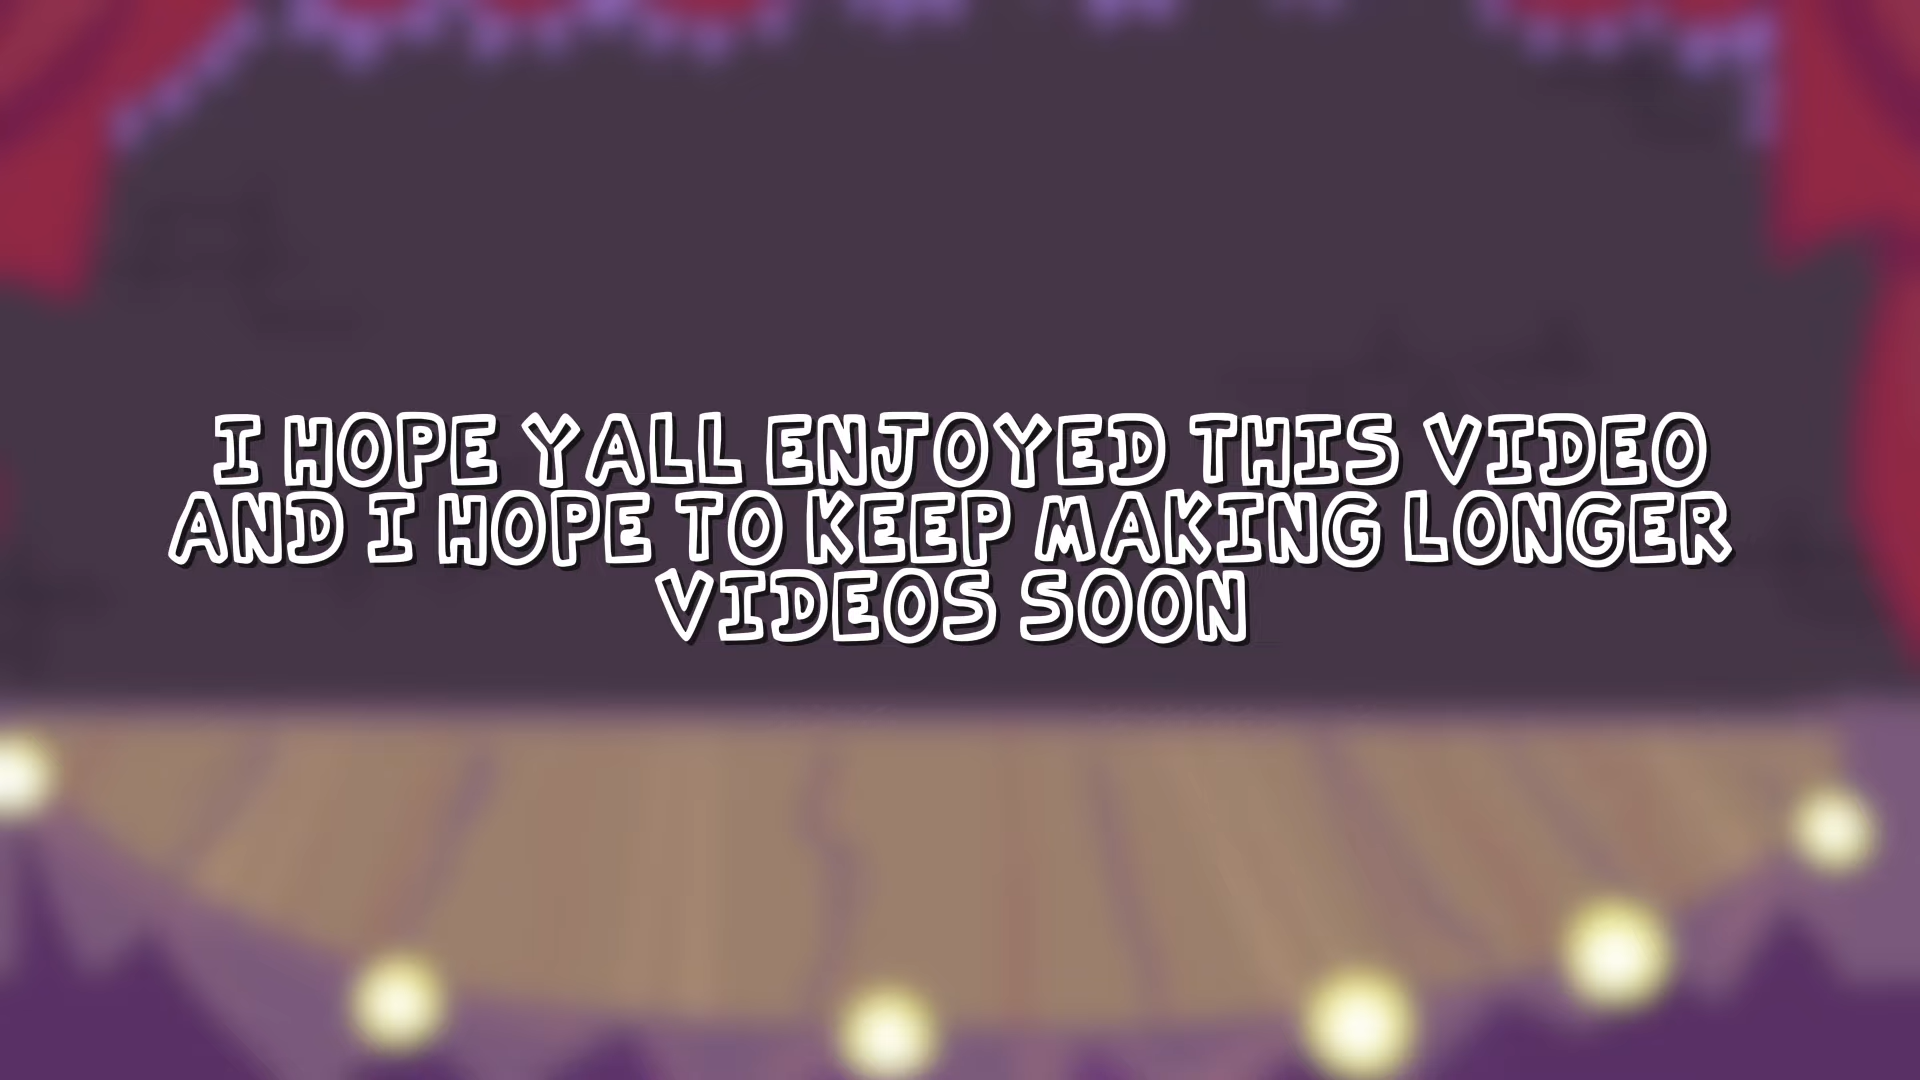 I HOPE YALL ENJOYED THIS VIDEO
AND I HOPE TO KEEP MAKING LONGER
VIDEOS SOON